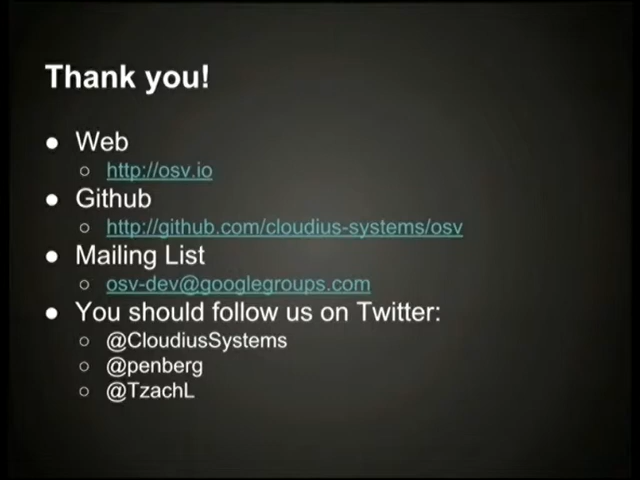 Thank you!
● Web
○ http://osv.io
● Github
○ http://github.com/cloudius-systems/osv
● Mailing List
○ osv-dev@googlegroups.com
● You should follow us on Twitter:
○ @CloudiusSystems
○ @penberg
○ @TzachL